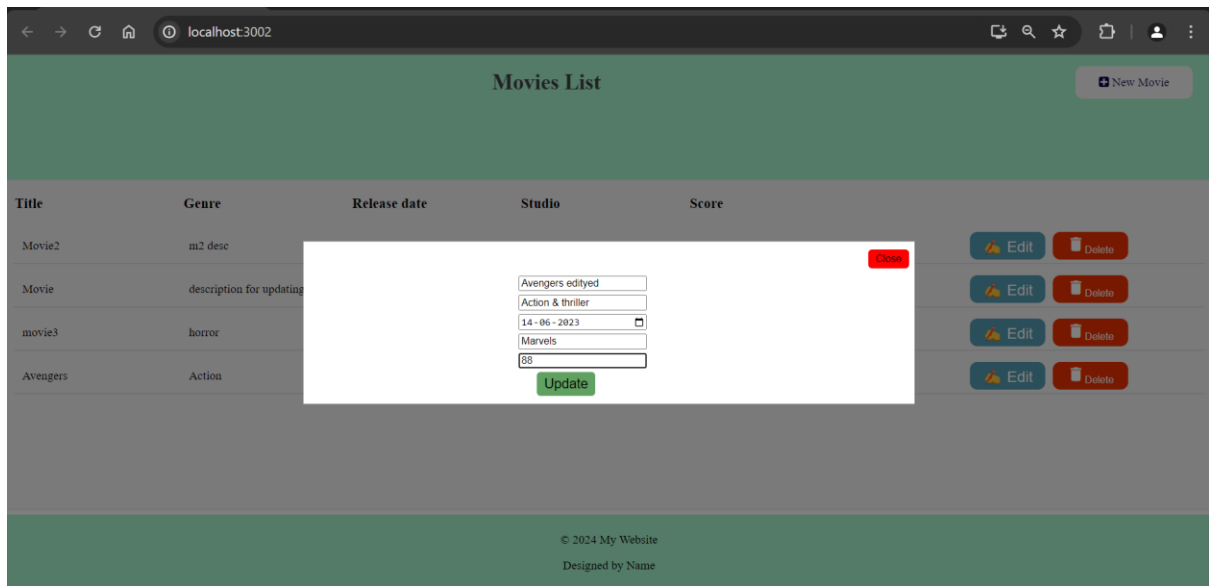 localhost:3002
Movies List
New Movie
Title Genre Release date Studio Score
Movie2 m2 desc Edit Delete
Close
Avengers edityed
Movie description for updating Edit Delete
Action & thriller
14-06-2023
movie3 horror Edit Delete
Marvels
88
Avengers Action Edit Delete
Update
© 2024 My Website
Designed by Name